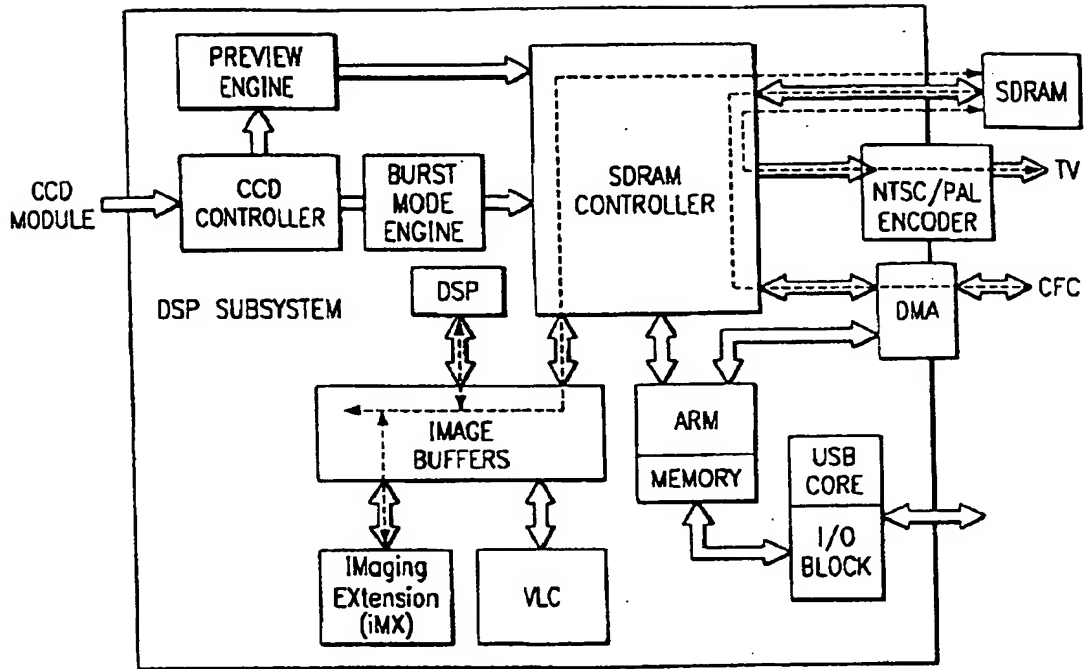 PREVIEW
ENGINE
SDRAM
CCD
MODULE
CCD
CONTROLLER
BURST
MODE
ENGINE
SDRAM
CONTROLLER
NTSC/PAL
ENCODER
TV
DSP SUBSYSTEM
DSP
DMA
CFC
IMAGE
BUFFERS
ARM
MEMORY
USB
CORE
I/O
BLOCK
IMaging
EXtension
(iMX)
VLC